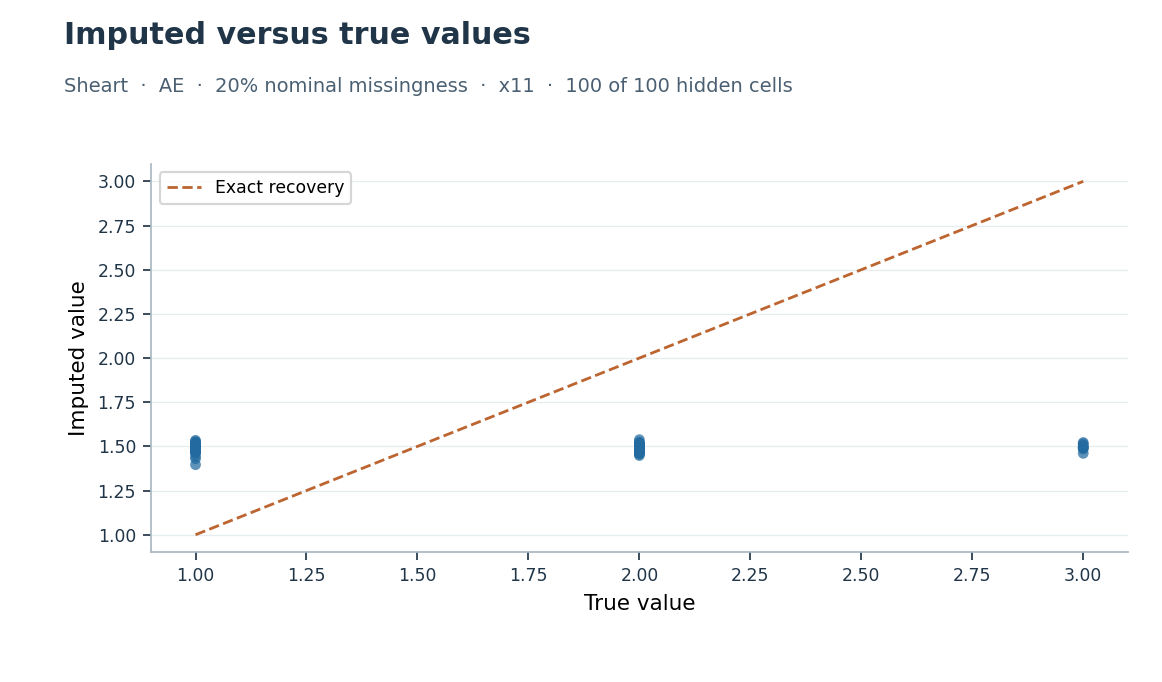 Imputed versus true values
Sheart · AE · 20% nominal missingness · x11 · 100 of 100 hidden cells
Exact recovery
Imputed value
3.00
2.75
2.50
2.25
2.00
1.75
1.50
1.25
1.00
1.00 1.25 1.50 1.75 2.00 2.25 2.50 2.75 3.00
True value